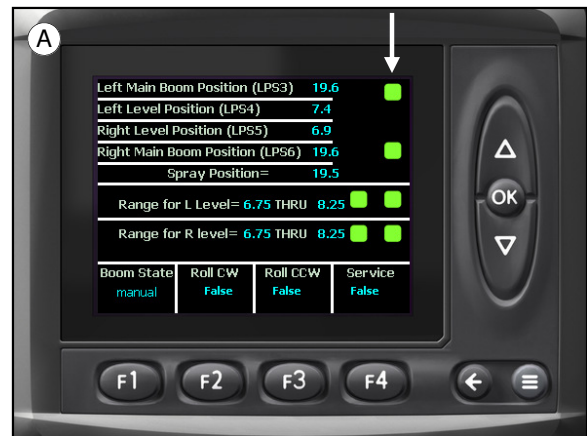 A
Left Main Boom Position (LPS3) 19.6
Left Level Position (LPS4) 7.4
Right Level Position (LPS5) 6.9
Right Main Boom Position (LPS6) 19.6
Spray Position= 19.5
Range for L Level= 6.75 THRU 8.25
Range for R level= 6.75 THRU 8.25
Boom State Roll CW Roll CCW Service
manual False False False
OK
F1 F2 F3 F4